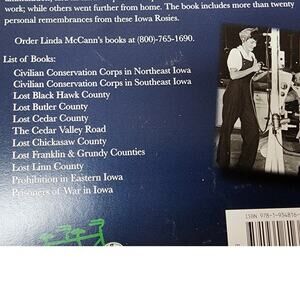 work; while others went further from home. The book includes more than twenty
personal remembrances from these Iowa Rosies.
Order Linda McCann's books at (800)-765-1690.
List of Books:
Civilian Conservation Corps in Northeast Iowa
Civilian Conservation Corps in Southeast Iowa
Lost Black Hawk County
Lost Butler County
Lost Cedar County
The Cedar Valley Road
Lost Chickasaw County
Lost Franklin & Grundy Counties
Lost Linn County
Prohibition in Eastern Iowa
Prisoners of War in Iowa
ISBN 978-1-934816-